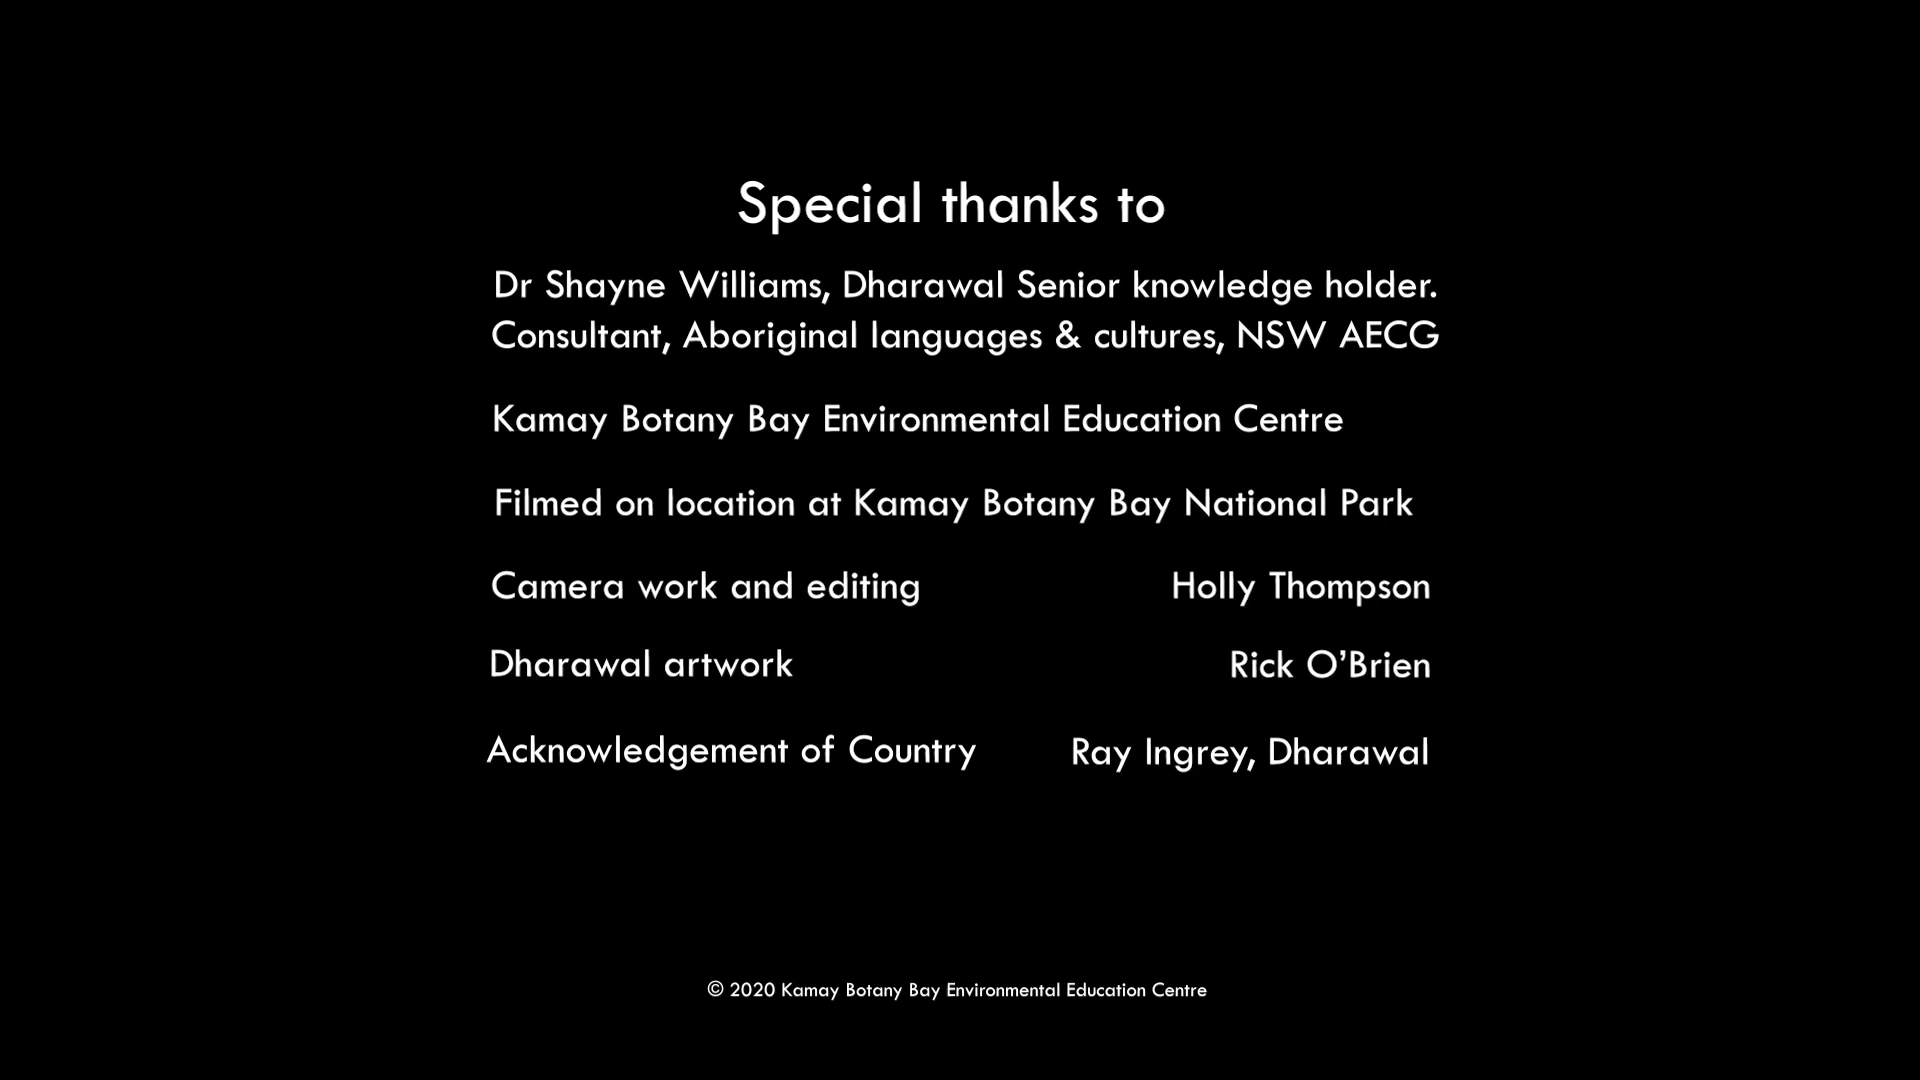 Special thanks to
Dr Shayne Williams, Dharawal Senior knowledge holder.
Consultant, Aboriginal languages & cultures, NSW AECG
Kamay Botany Bay Environmental Education Centre
Filmed on location at Kamay Botany Bay National Park
Camera work and editing Holly Thompson
Dharawal artwork Rick O’Brien
Acknowledgement of Country Ray Ingrey, Dharawal
© 2020 Kamay Botany Bay Environmental Education Centre